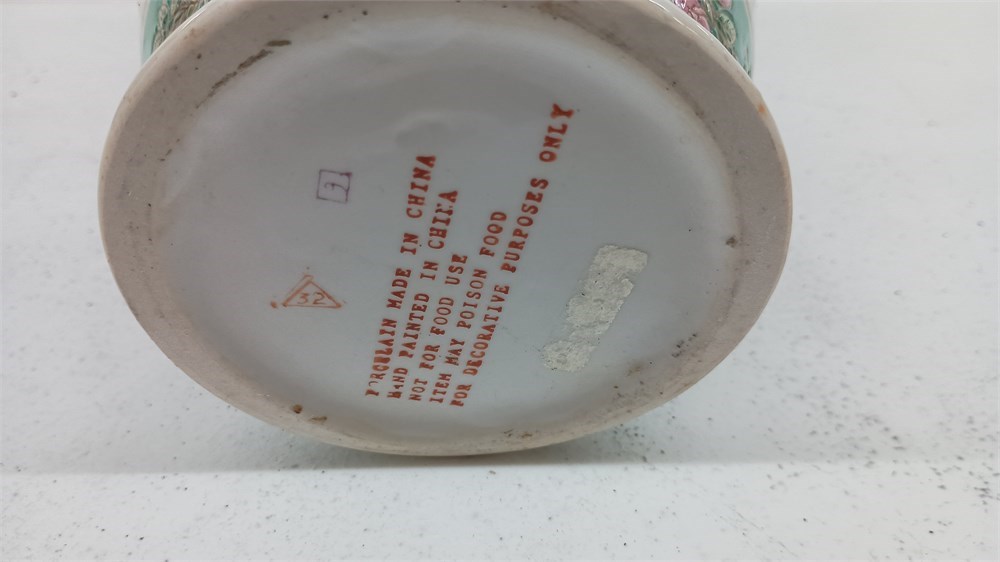 PORCELAIN MADE IN CHINA
HAND PAINTED IN CHINA
NOT FOR FOOD USE
ITEM MAY POISON FOOD
FOR DECORATIVE PURPOSES ONLY
32